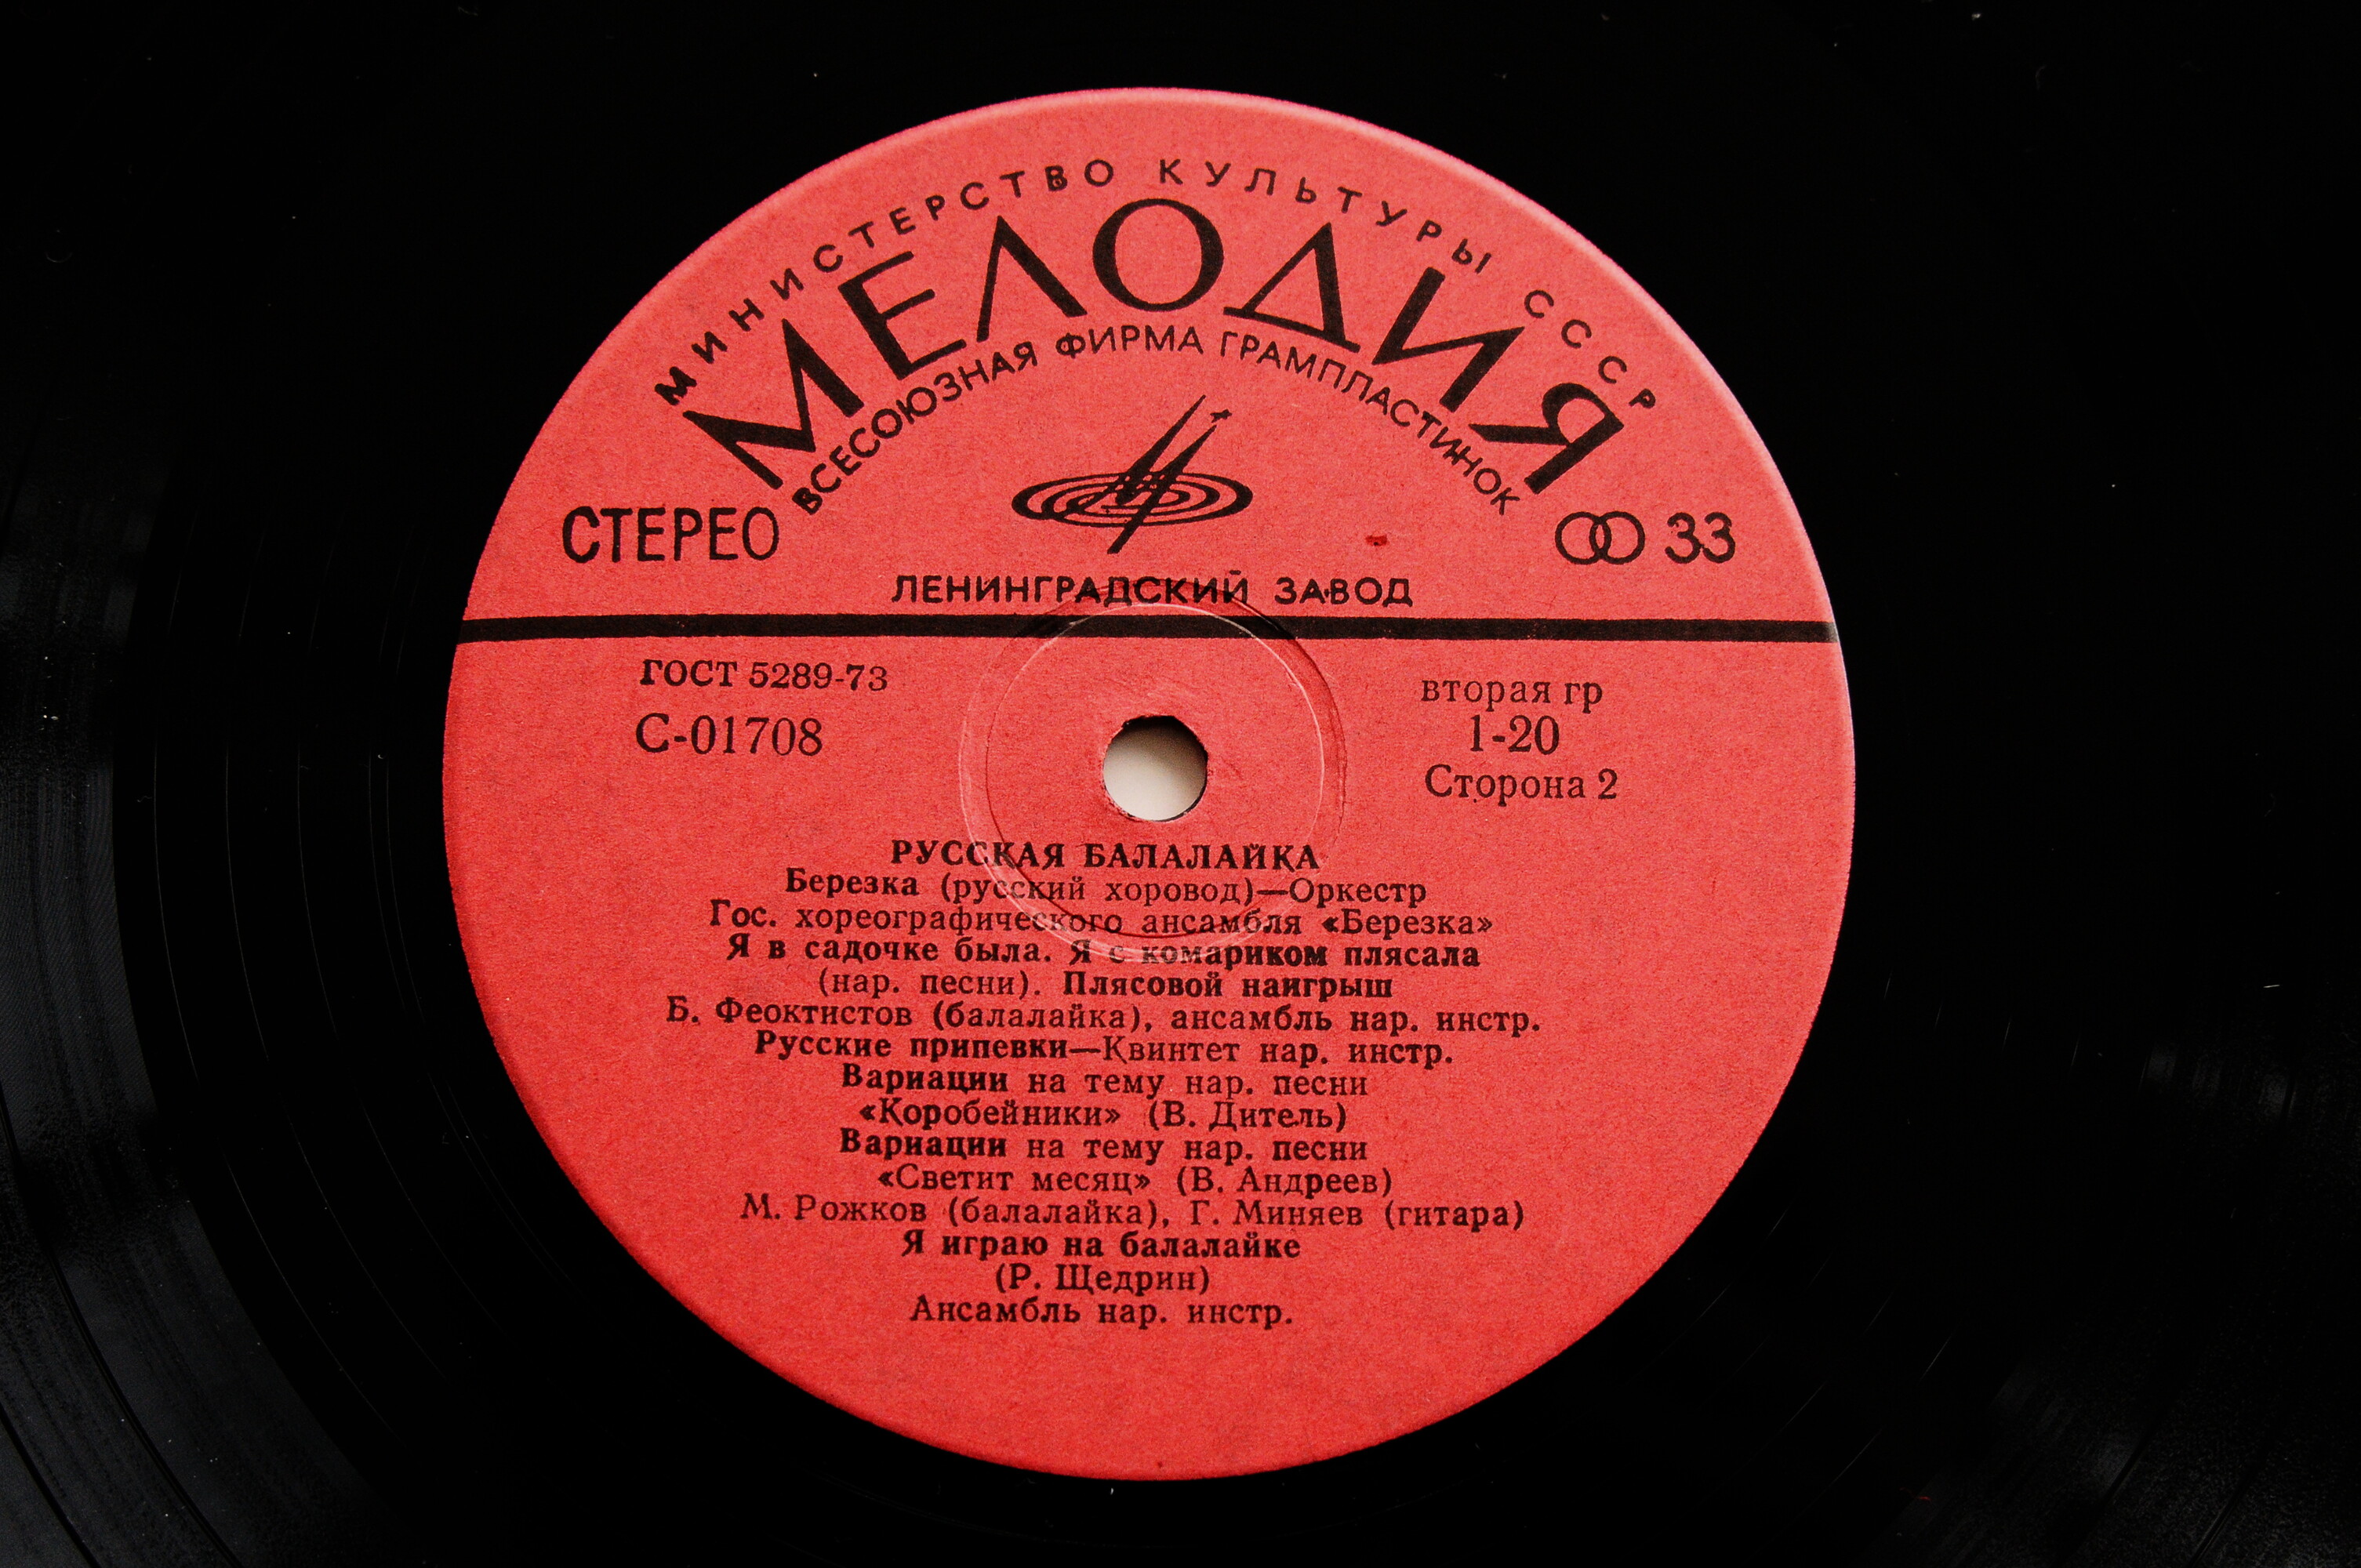 МИНИСТЕРСТВО КУЛЬТУРЫ СССР
МЕЛОДИЯ
ВСЕСОЮЗНАЯ ФИРМА ГРАМПЛАСТИНОК
СТЕРЕО
33
ЛЕНИНГРАДСКИЙ ЗАВОД
ГОСТ 5289-73
С-01708
вторая гр
1-20
Сторона 2
РУССКАЯ БАЛАЛАЙКА
Березка (русский хоровод)—Оркестр
Гос. хореографического ансамбля «Березка»
Я в садочке была. Я с комариком плясала
(нар. песни). Плясовой наигрыш
Б. Феоктистов (балалайка), ансамбль нар. инстр.
Русские припевки—Квинтет нар. инстр.
Вариации на тему нар. песни
«Коробейники» (В. Дитель)
Вариации на тему нар. песни
«Светит месяц» (В. Андреев)
М. Рожков (балалайка), Г. Миняев (гитара)
Я играю на балалайке
(Р. Щедрин)
Ансамбль нар. инстр.